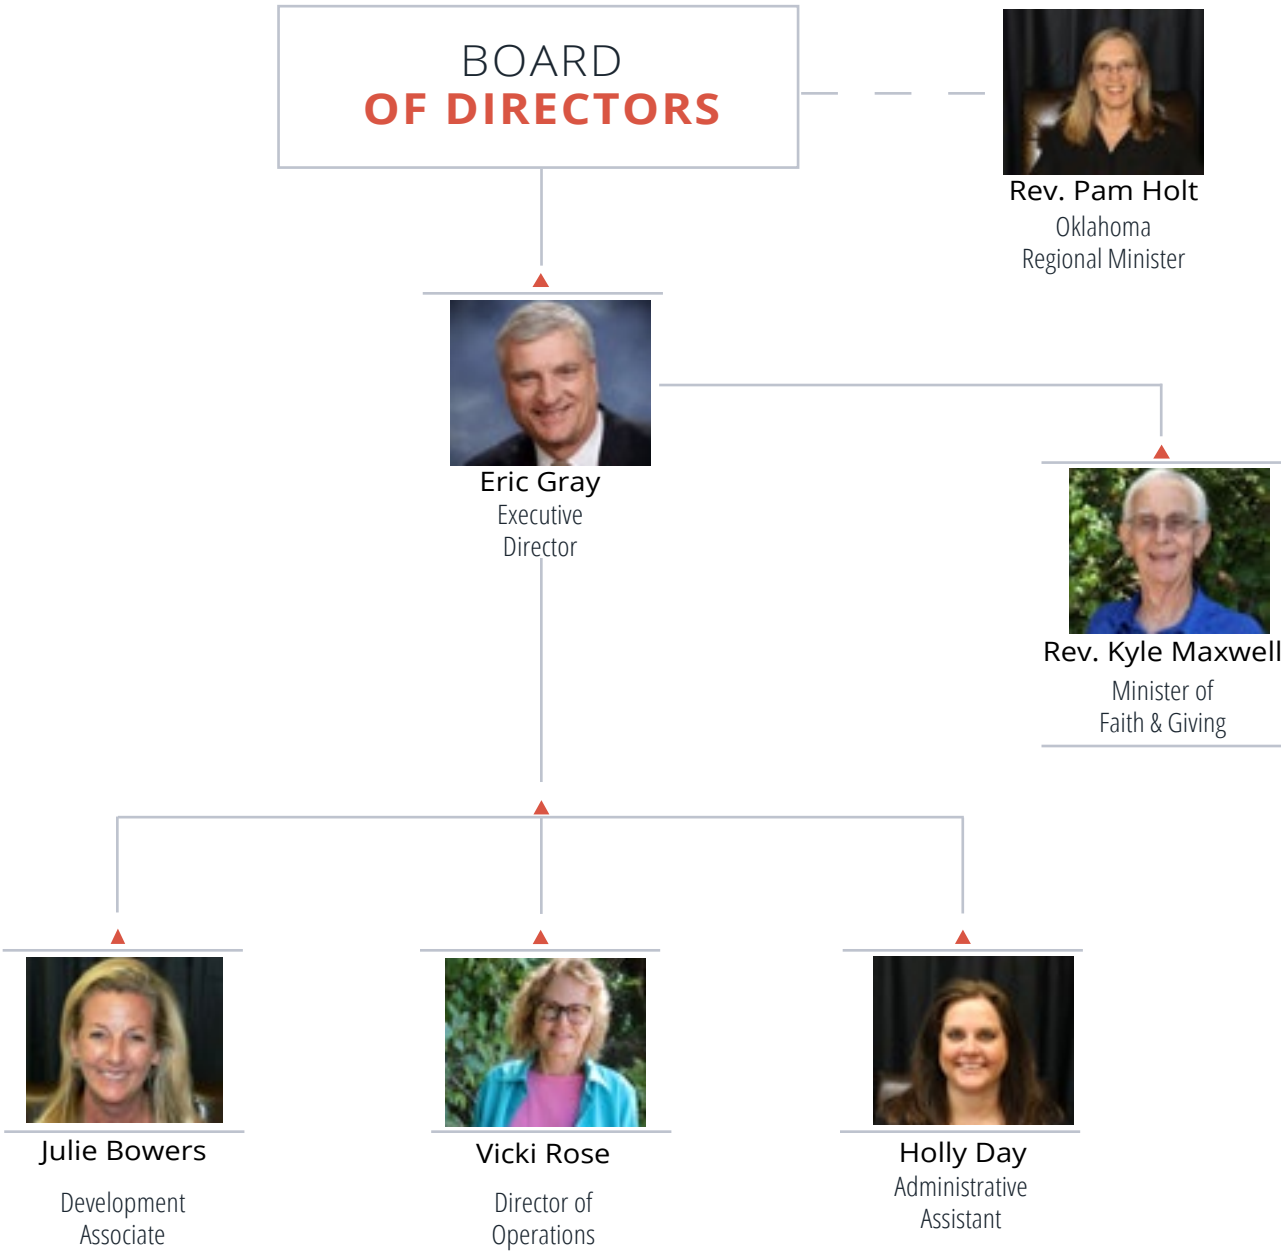 BOARD
OF DIRECTORS
Rev. Pam Holt
Oklahoma
Regional Minister
Eric Gray
Executive
Director
Rev. Kyle Maxwell
Minister of
Faith & Giving
Julie Bowers
Development
Associate
Vicki Rose
Director of
Operations
Holly Day
Administrative
Assistant